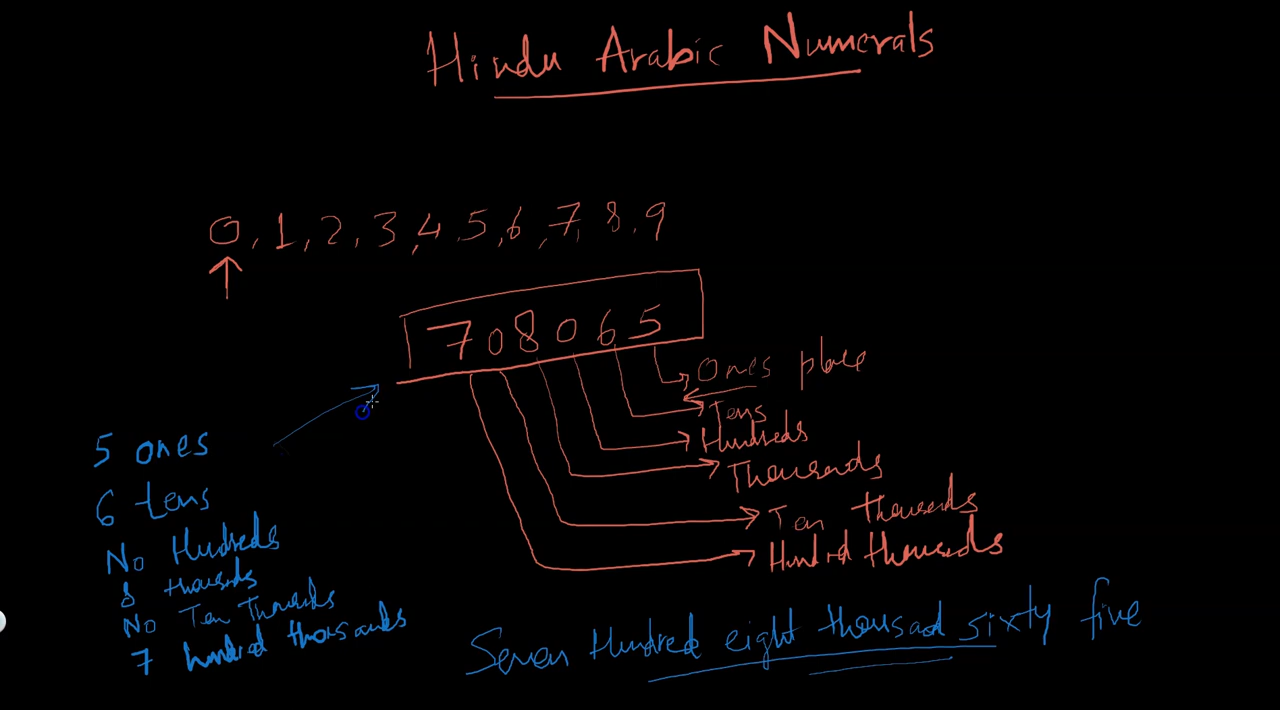 Hindu Arabic Numerals
0, 1, 2, 3, 4, 5, 6, 7, 8, 9
708065
Ones place
Tens
Hundreds
Thousands
Ten thousands
Hundred thousands
5 ones
6 tens
No Hudreds
8 thousands
No Ten Thousands
7 hundred thousands
Seven Hundred eight thousad sixty five